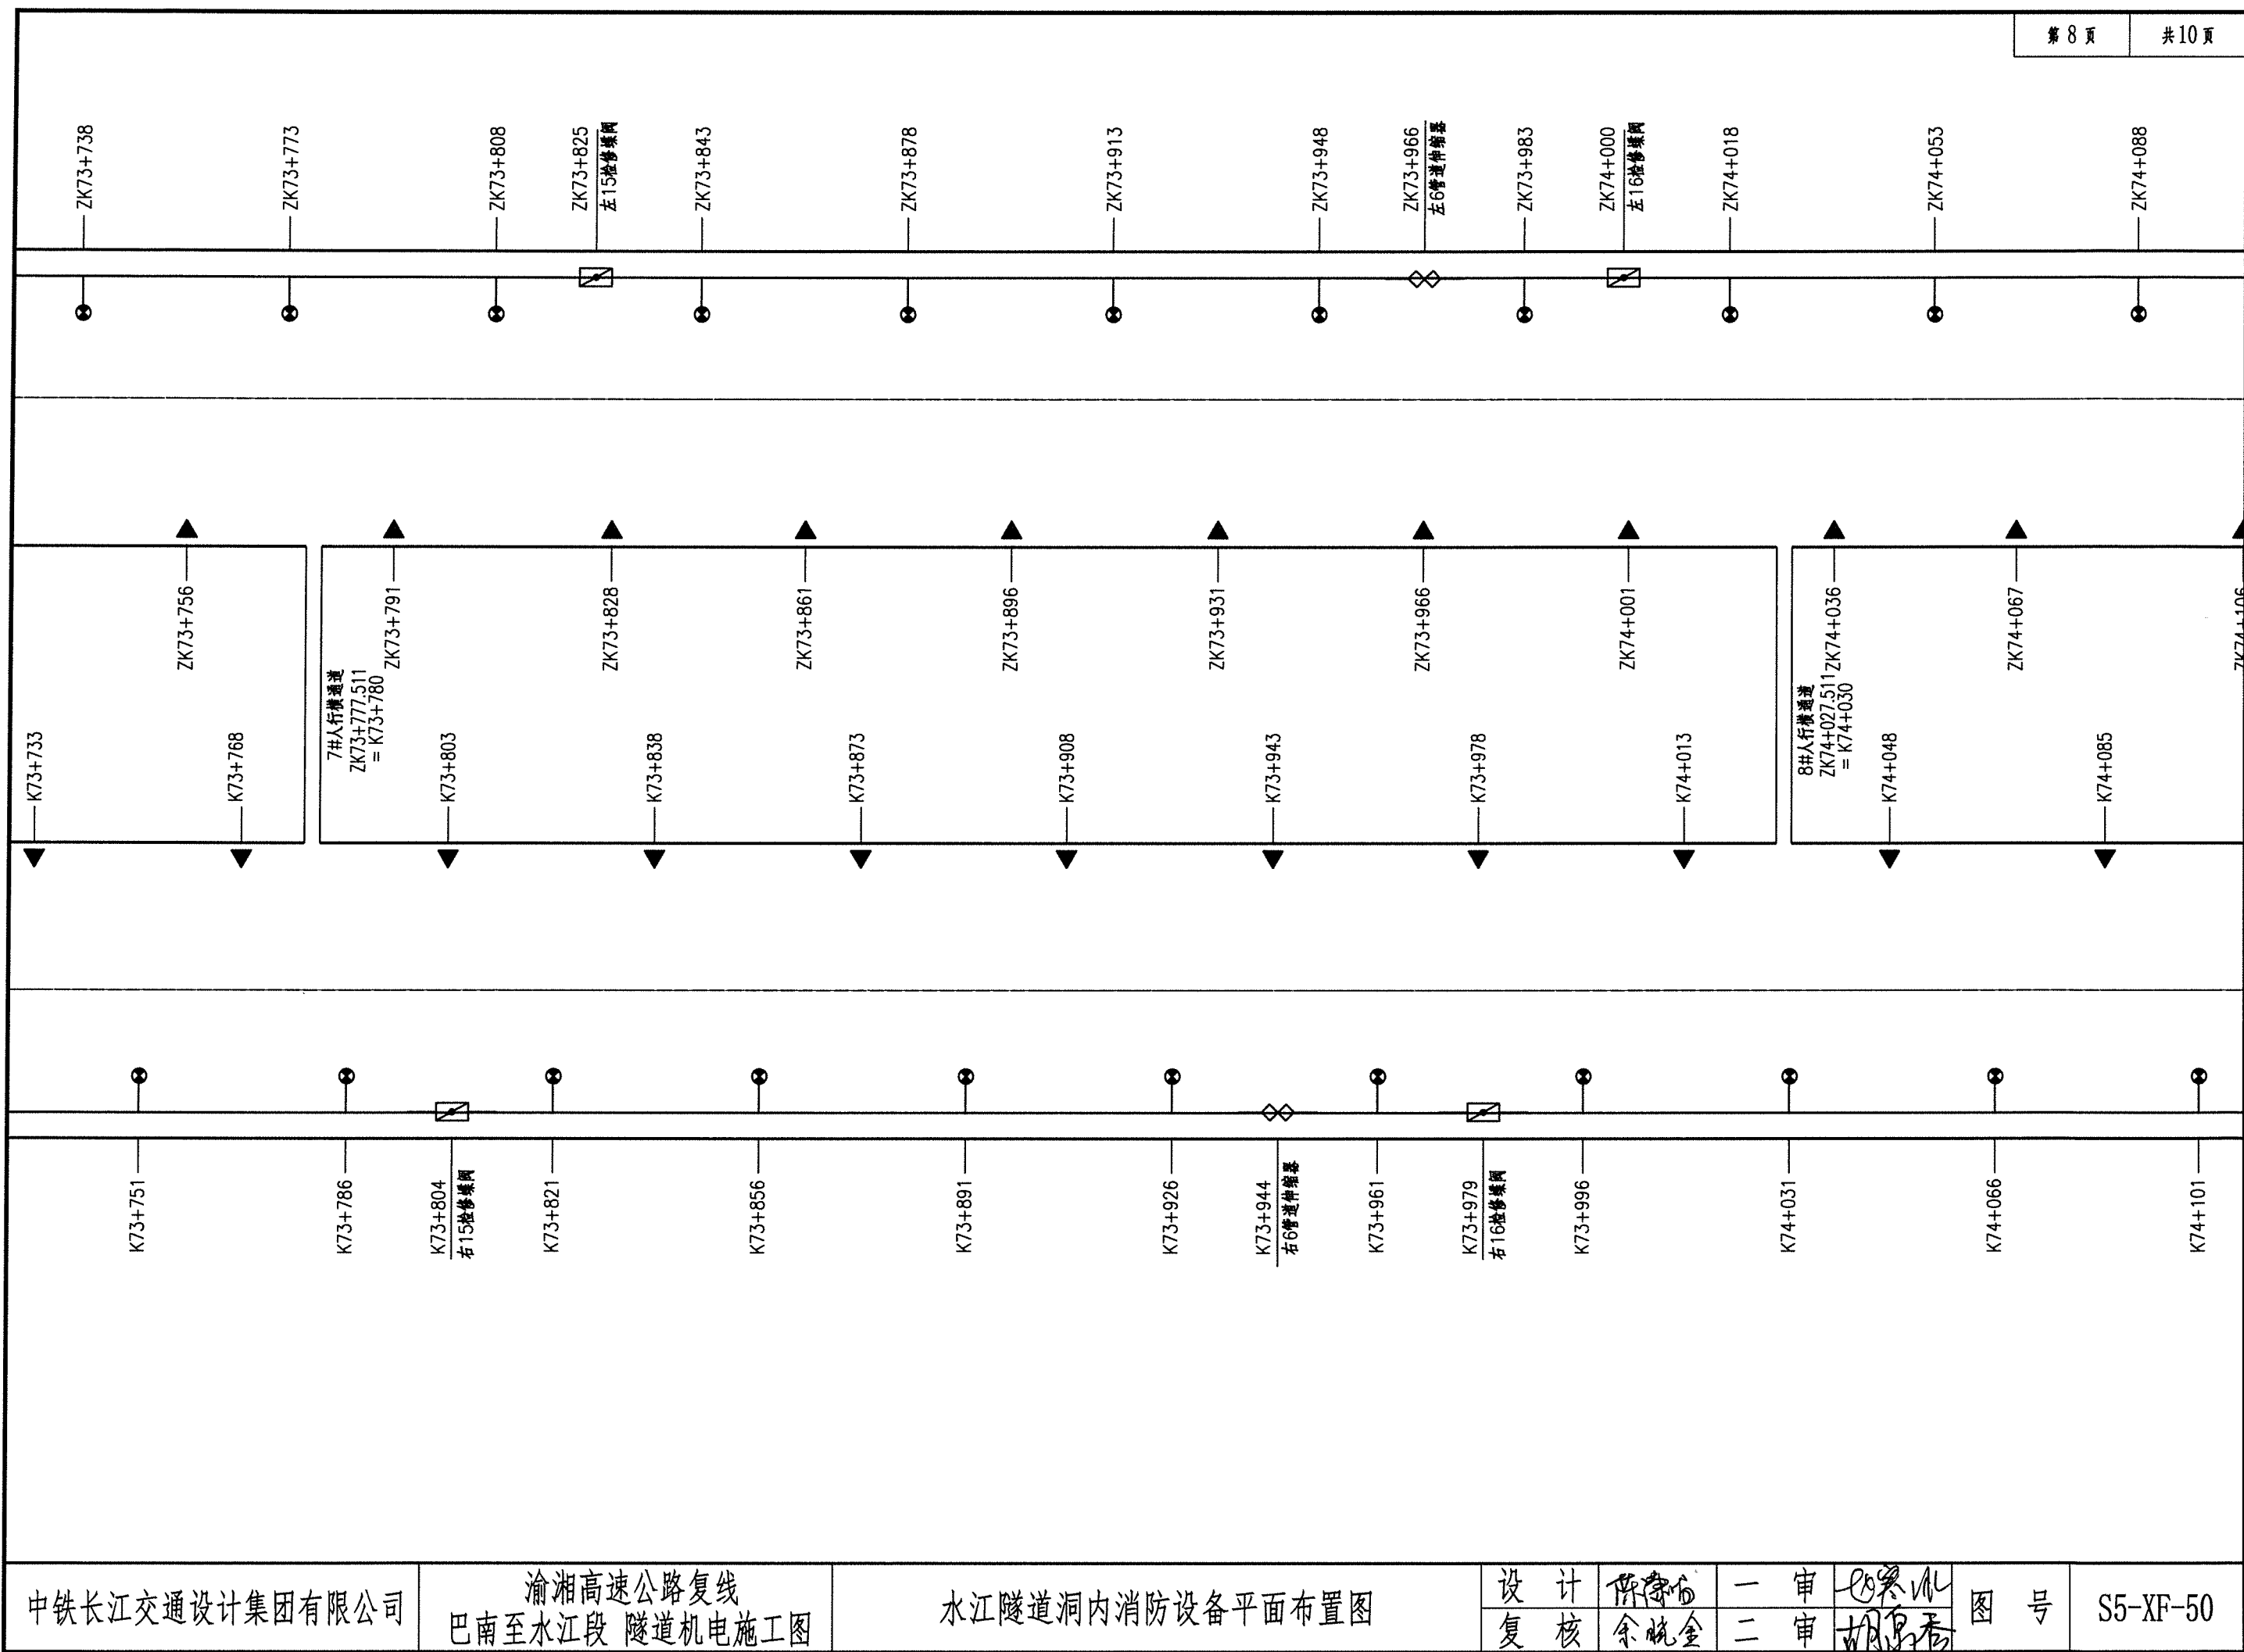 第 8 页 共 10 页
ZK73+738
ZK73+773
ZK73+808
ZK73+825
左15检修蝶阀
ZK73+843
ZK73+878
ZK73+913
ZK73+948
ZK73+966
左6管道伸缩器
ZK73+983
ZK74+000
左16检修蝶阀
ZK74+018
ZK74+053
ZK74+088
ZK73+756
ZK73+791
ZK73+828
ZK73+861
ZK73+896
ZK73+931
ZK73+966
ZK74+001
ZK74+036
ZK74+067
ZK74+106
7#人行横通道
ZK73+777.511
= K73+780
8#人行横通道
ZK74+027.511
= K74+030
K73+733
K73+768
K73+803
K73+838
K73+873
K73+908
K73+943
K73+978
K74+013
K74+048
K74+085
K73+751
K73+786
K73+804
右15检修蝶阀
K73+821
K73+856
K73+891
K73+926
K73+944
右6管道伸缩器
K73+961
K73+979
右16检修蝶阀
K73+996
K74+031
K74+066
K74+101
中铁长江交通设计集团有限公司
渝湘高速公路复线
巴南至水江段 隧道机电施工图
水江隧道洞内消防设备平面布置图
设 计
复 核
余晓金
一 审
二 审
图 号
S5-XF-50